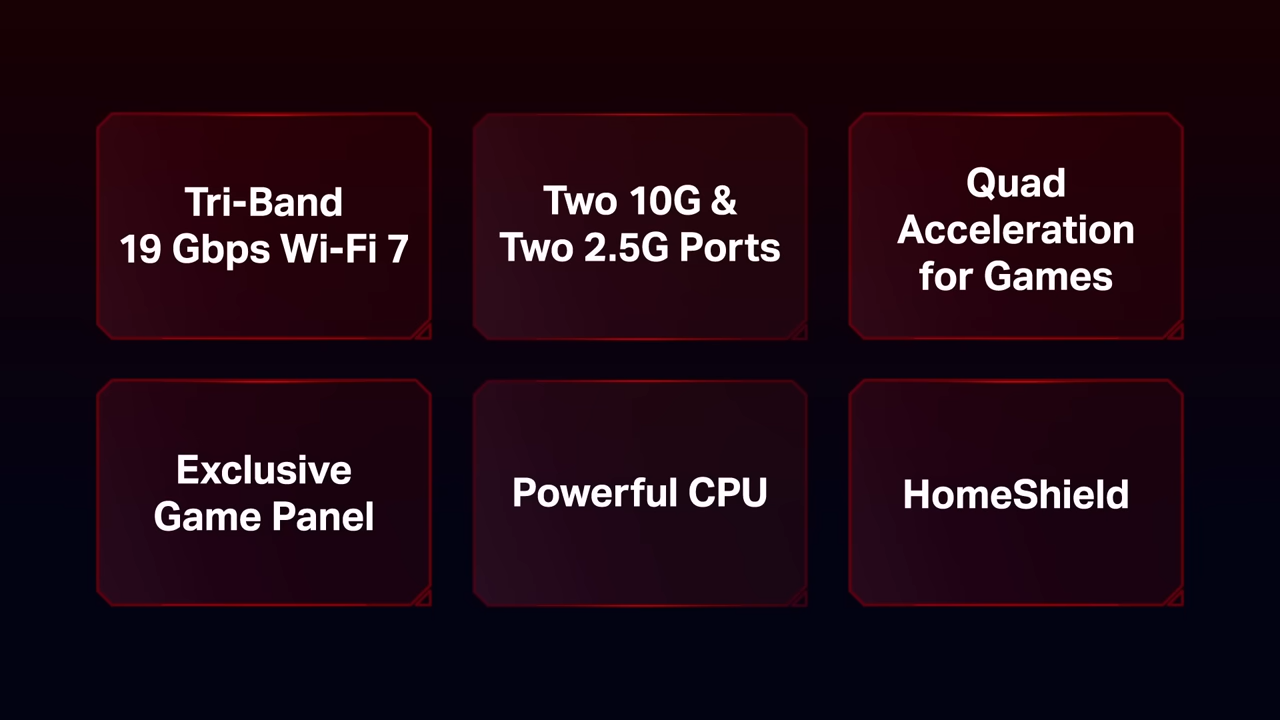 Tri-Band
19 Gbps Wi-Fi 7
Two 10G &
Two 2.5G Ports
Quad
Acceleration
for Games
Exclusive
Game Panel
Powerful CPU
HomeShield